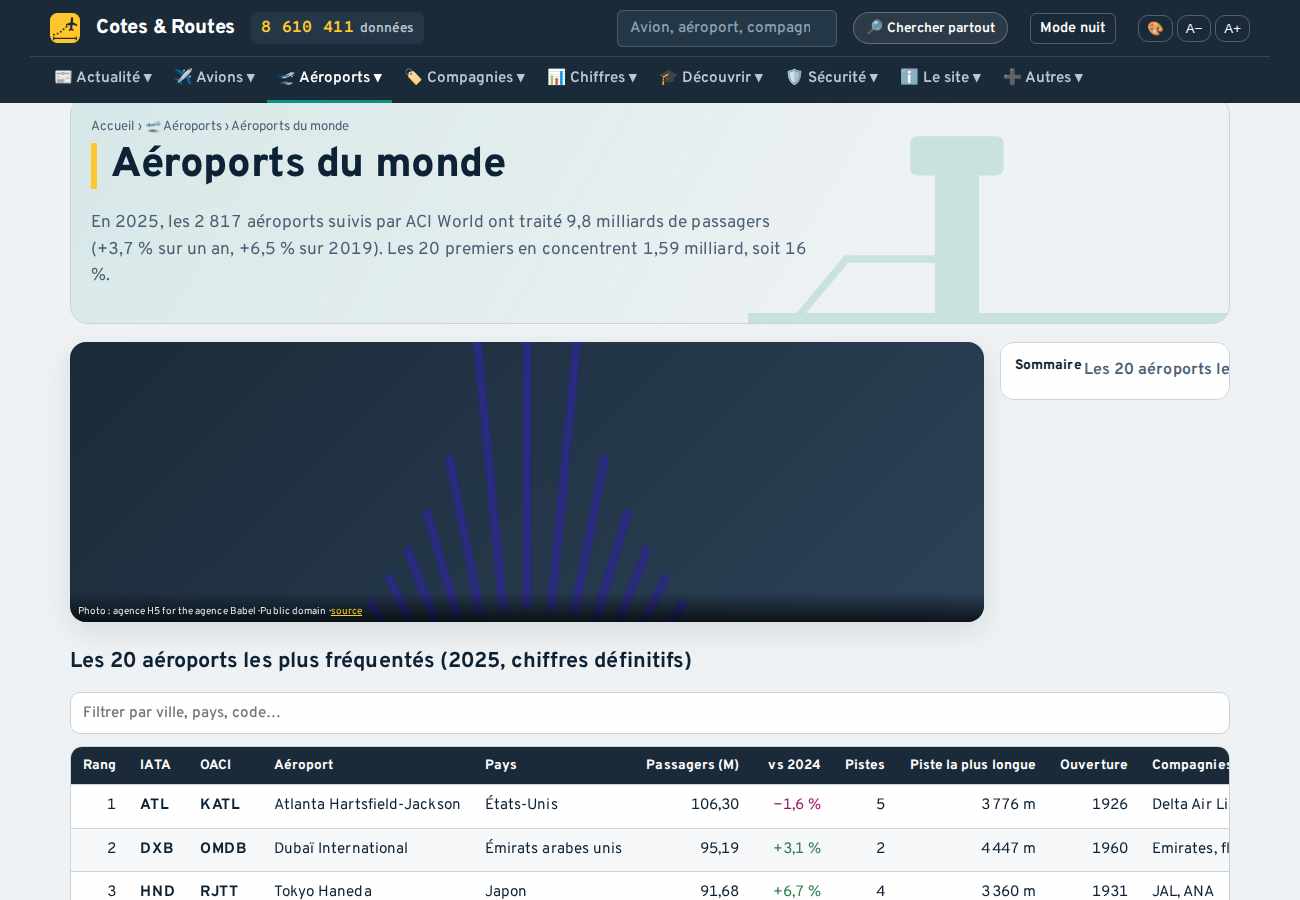 Cotes & Routes
8 610 411 données
Avion, aéroport, compagn
Chercher partout
Mode nuit
A−
A+
Actualité ▾
Avions ▾
Aéroports ▾
Compagnies ▾
Chiffres ▾
Découvrir ▾
Sécurité ▾
Le site ▾
Autres ▾
Accueil › Aéroports › Aéroports du monde
Aéroports du monde
En 2025, les 2 817 aéroports suivis par ACI World ont traité 9,8 milliards de passagers
(+3,7 % sur un an, +6,5 % sur 2019). Les 20 premiers en concentrent 1,59 milliard, soit 16
%.
Sommaire Les 20 aéroports le
Photo : agence H5 for the agence Babel · Public domain · source
Les 20 aéroports les plus fréquentés (2025, chiffres définitifs)
Filtrer par ville, pays, code…
Rang IATA OACI Aéroport Pays Passagers (M) vs 2024 Pistes Piste la plus longue Ouverture Compagnies
1 ATL KATL Atlanta Hartsfield-Jackson États-Unis 106,30 −1,6 % 5 3 776 m 1926 Delta Air Li
2 DXB OMDB Dubaï International Émirats arabes unis 95,19 +3,1 % 2 4 447 m 1960 Emirates, fl
3 HND RJTT Tokyo Haneda Japon 91,68 +6,7 % 4 3 360 m 1931 JAL, ANA